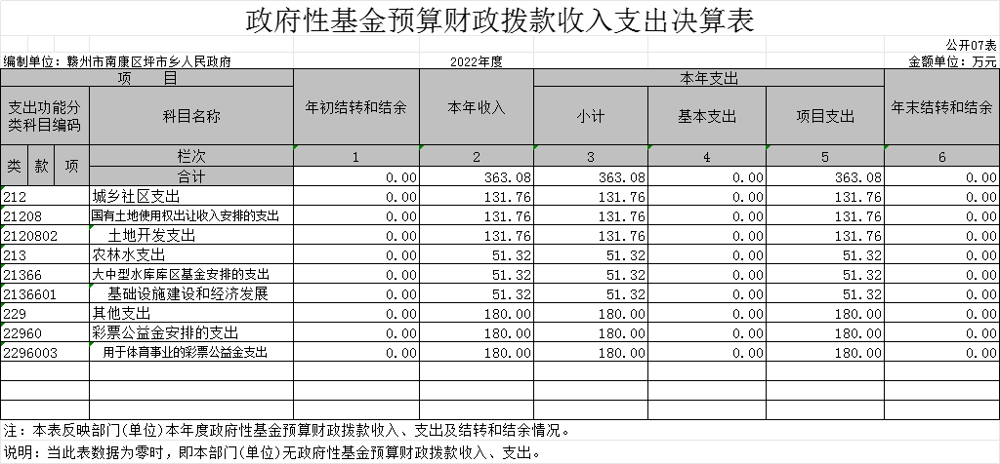 政府性基金预算财政拨款收入支出决算表
公开07表
编制单位：赣州市南康区坪市乡人民政府 2022年度 金额单位：万元
项 目 年初结转和结余 本年收入 本年支出 年末结转和结余
支出功能分类科目编码 科目名称 小计 基本支出 项目支出
类 款 项 栏次 1 2 3 4 5 6
合计 0.00 363.08 363.08 0.00 363.08 0.00
212 城乡社区支出 0.00 131.76 131.76 0.00 131.76 0.00
21208 国有土地使用权出让收入安排的支出 0.00 131.76 131.76 0.00 131.76 0.00
2120802 土地开发支出 0.00 131.76 131.76 0.00 131.76 0.00
213 农林水支出 0.00 51.32 51.32 0.00 51.32 0.00
21366 大中型水库库区基金安排的支出 0.00 51.32 51.32 0.00 51.32 0.00
2136601 基础设施建设和经济发展 0.00 51.32 51.32 0.00 51.32 0.00
229 其他支出 0.00 180.00 180.00 0.00 180.00 0.00
22960 彩票公益金安排的支出 0.00 180.00 180.00 0.00 180.00 0.00
2296003 用于体育事业的彩票公益金支出 0.00 180.00 180.00 0.00 180.00 0.00
注：本表反映部门(单位)本年度政府性基金预算财政拨款收入、支出及结转和结余情况。
说明：当此表数据为零时，即本部门(单位)无政府性基金预算财政拨款收入、支出。